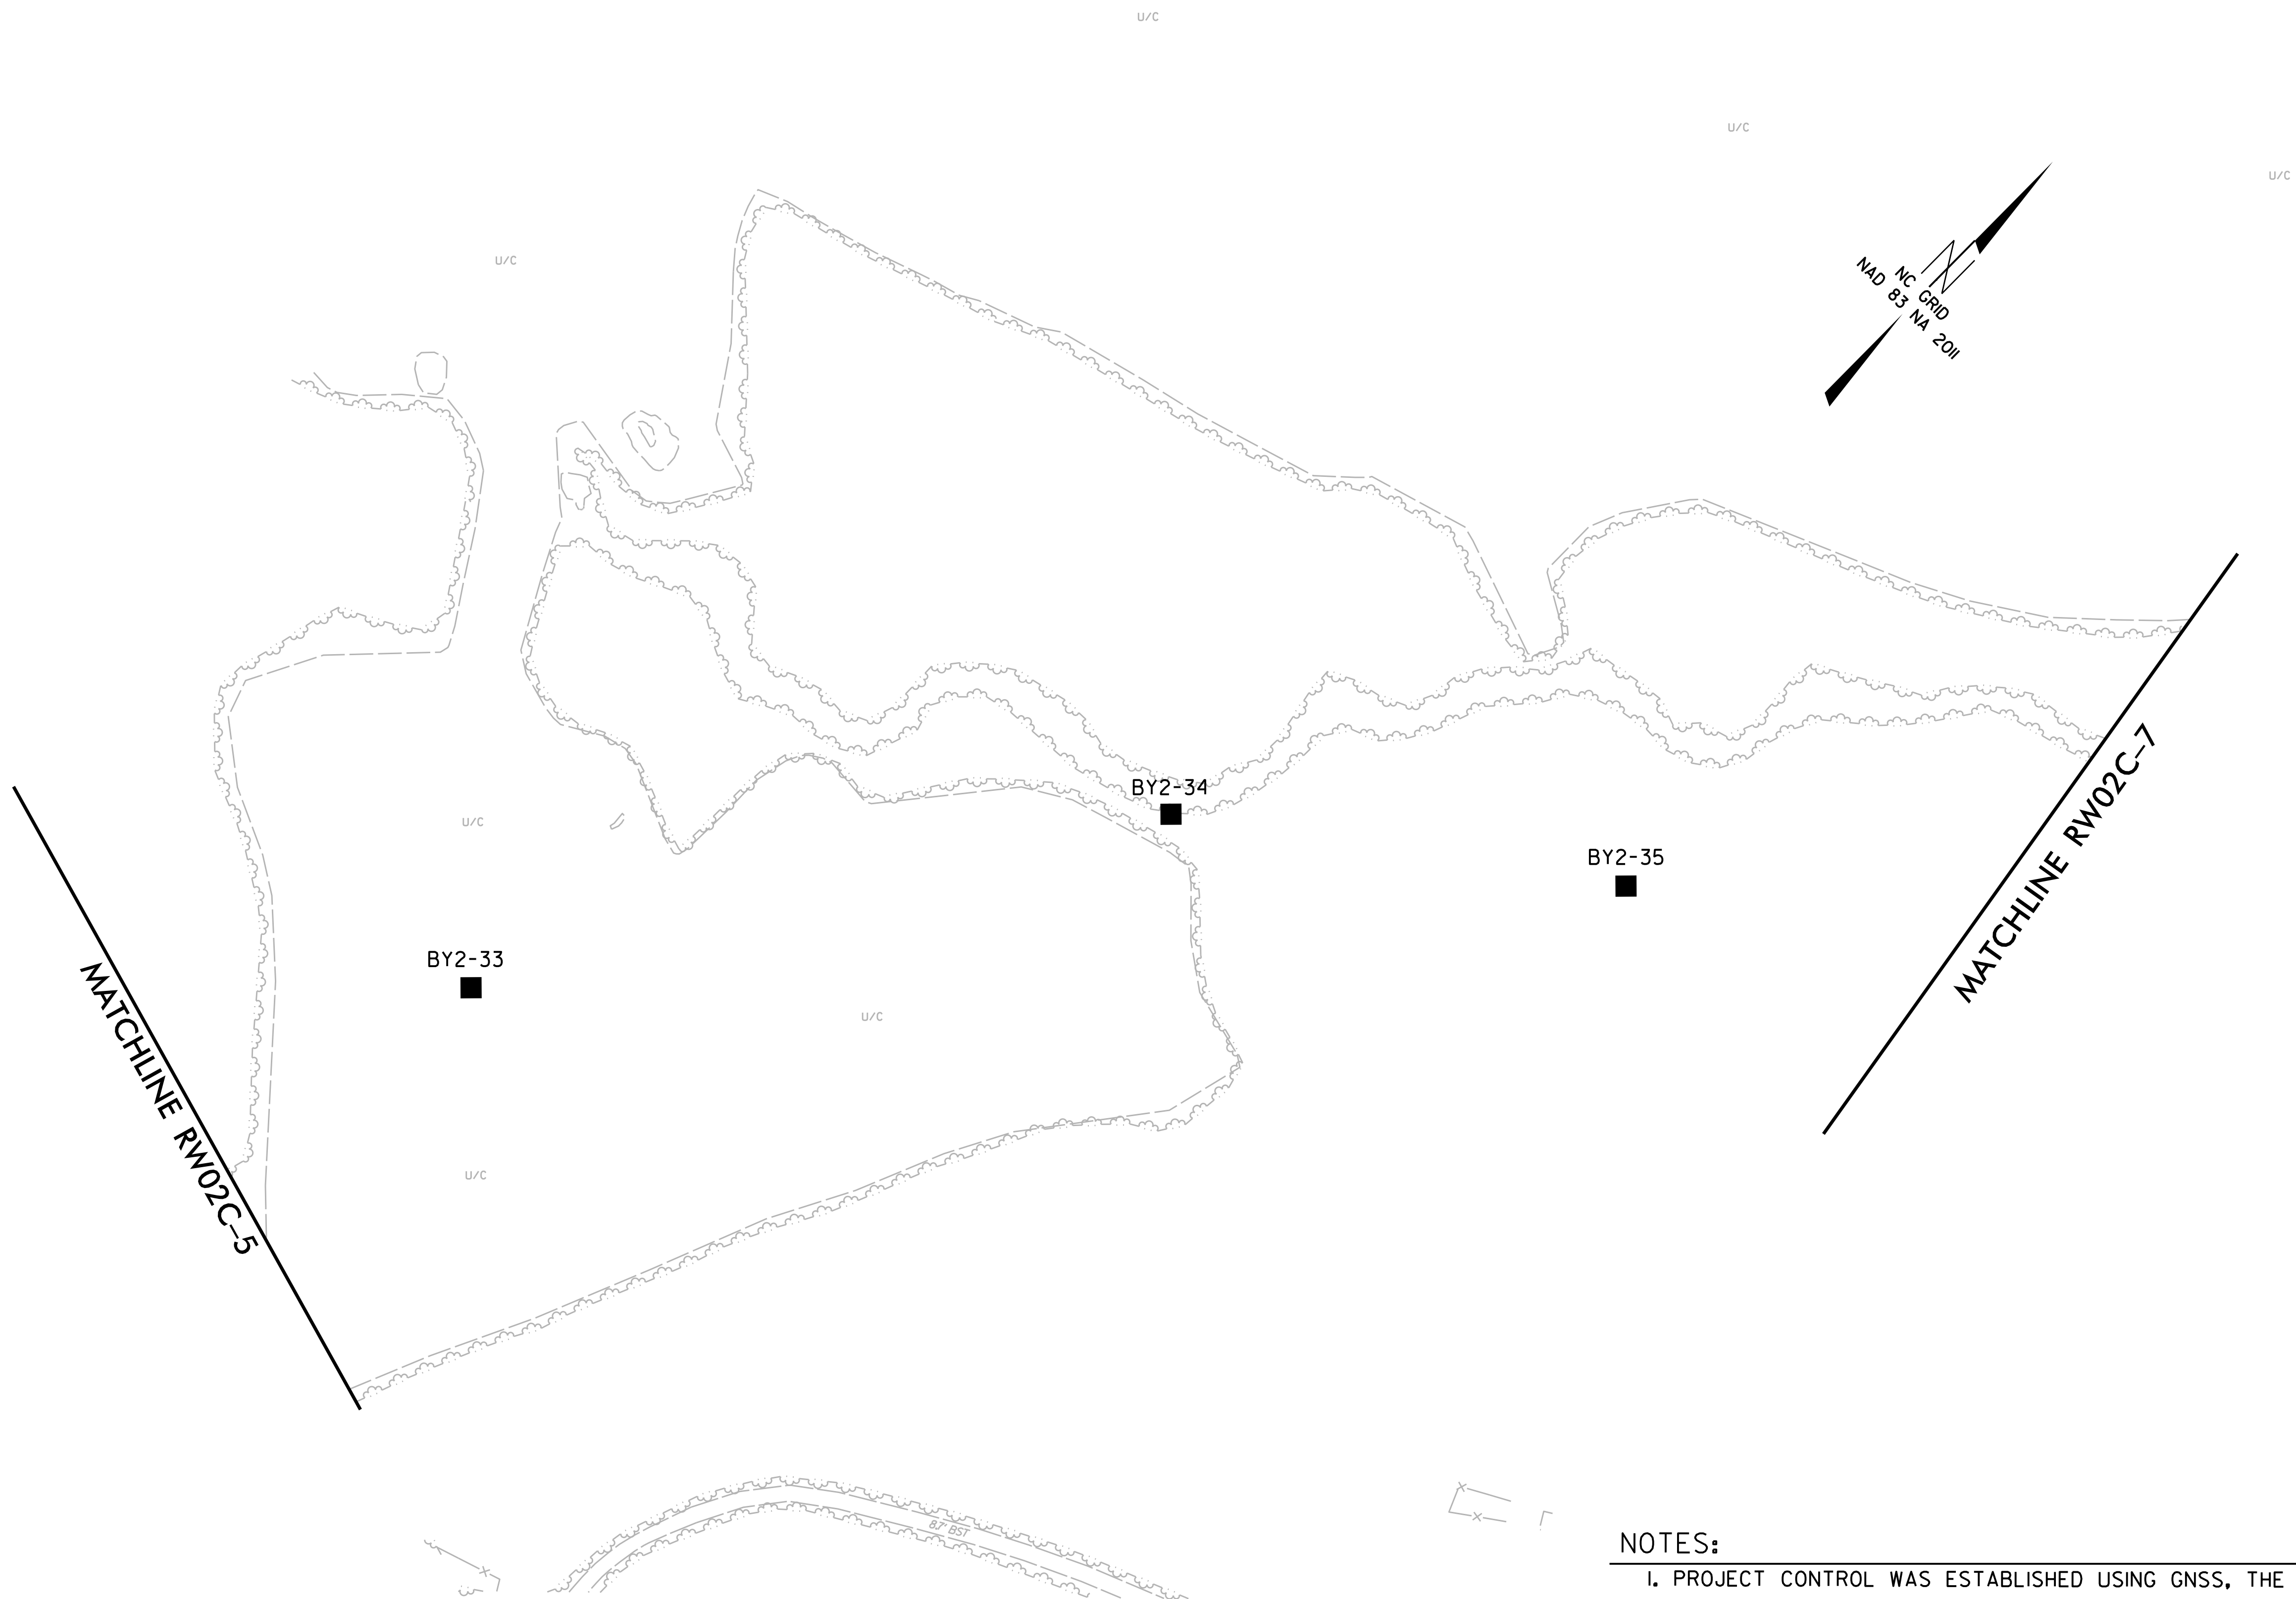 U/C
U/C
U/C
U/C
NC GRID
NAD 83 NA 2011
U/C
BY2-34
U/C
BY2-35
BY2-33
U/C
U/C
MATCHLINE RW02C-5
MATCHLINE RW02C-7
BST
NOTES:
1. PROJECT CONTROL WAS ESTABLISHED USING GNSS, THE